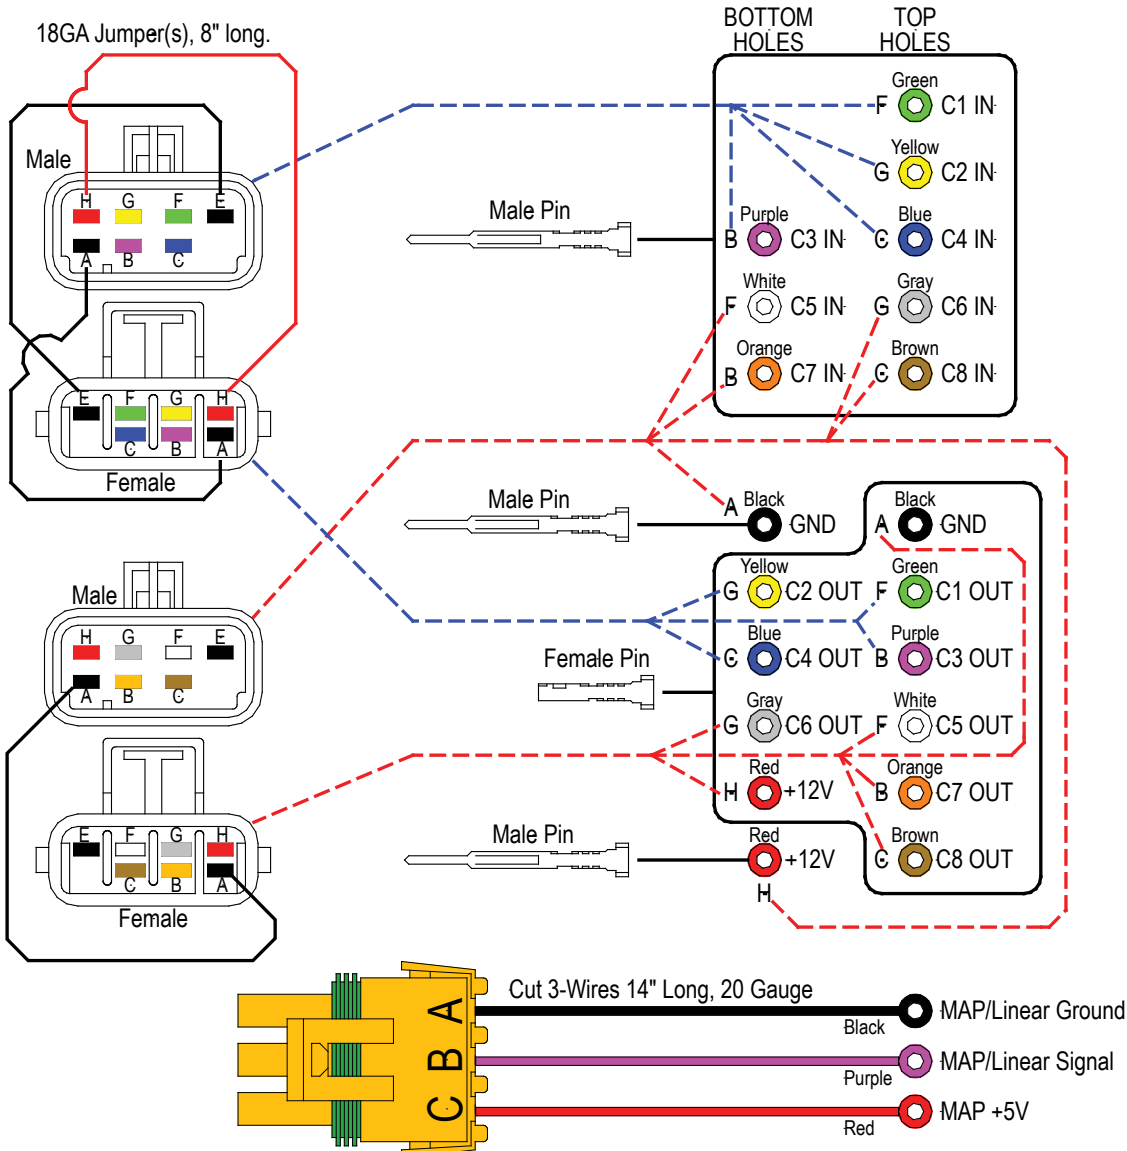 BOTTOM HOLES
TOP HOLES
18GA Jumper(s), 8" long.
Male
H G F E
A B C
E F G H
C B A
Female
Male Pin
Green
F C1 IN
Yellow
G C2 IN
Purple
B C3 IN
Blue
C C4 IN
White
F C5 IN
Gray
G C6 IN
Orange
B C7 IN
Brown
C C8 IN
Male Pin
Black
A GND
Black
A GND
Yellow
G C2 OUT
Green
F C1 OUT
Blue
C C4 OUT
Purple
B C3 OUT
Female Pin
Gray
G C6 OUT
White
F C5 OUT
Red
H +12V
Orange
B C7 OUT
Male Pin
Red
+12V
H
Brown
C C8 OUT
Male
H G F E
A B C
E F G H
C B A
Female
Cut 3-Wires 14" Long, 20 Gauge
A
Black
MAP/Linear Ground
B
Purple
MAP/Linear Signal
C
Red
MAP +5V